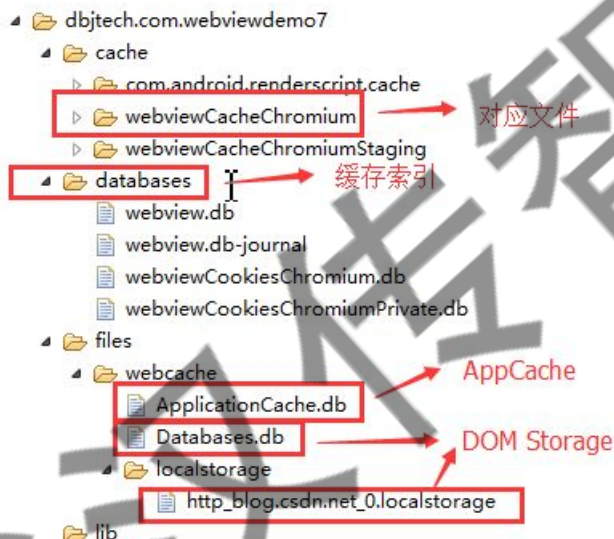 dbjtech.com.webviewdemo7
cache
com.android.renderscript.cache
webviewCacheChromium
对应文件
webviewCacheChromiumStaging
databases
缓存索引
webview.db
webview.db-journal
webviewCookiesChromium.db
webviewCookiesChromiumPrivate.db
files
webcache
AppCache
ApplicationCache.db
Databases.db
DOM Storage
localstorage
http_blog.csdn.net_0.localstorage
lib